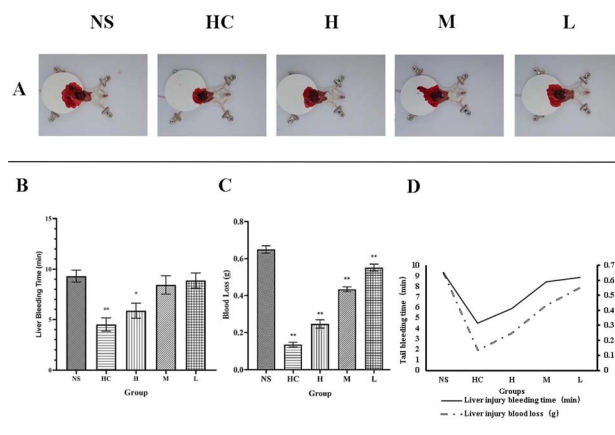 NS HC H M L
A
B
C
D
Liver Bleeding Time (min)
15
10
5
0
** *
NS HC H M L
Group
Blood Loss (g)
0.8
0.6
0.4
0.2
0.0
** ** ** **
NS HC H M L
Group
Tail bleeding time (min)
10
9
8
7
6
5
4
3
2
1
0
0.7
0.6
0.5
0.4
0.3
0.2
0.1
0
NS HC H M L
Groups
Liver injury bleeding time (min)
Liver injury blood loss (g)